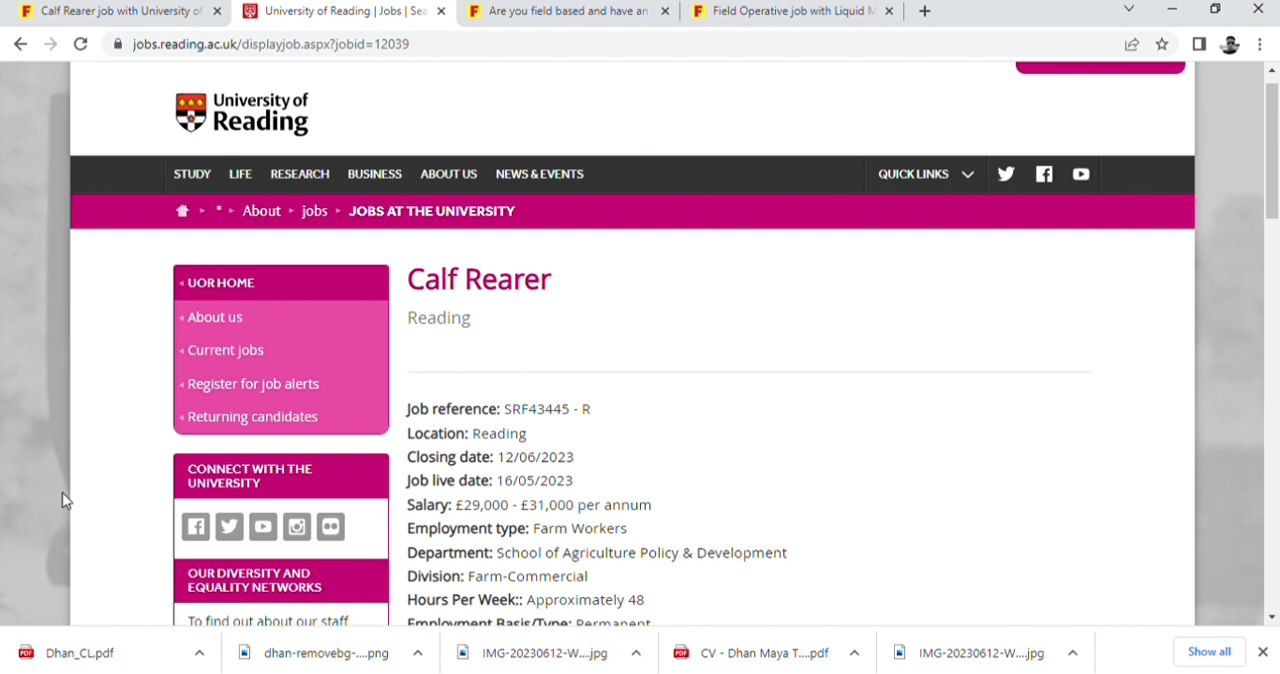 Calf Rearer job with University of
University of Reading | Jobs | Sea
Are you field based and have an
Field Operative job with Liquid M
jobs.reading.ac.uk/displayjob.aspx?jobid=12039
University of
Reading
STUDY LIFE RESEARCH BUSINESS ABOUT US NEWS & EVENTS QUICK LINKS
* About jobs JOBS AT THE UNIVERSITY
UOR HOME
About us
Current jobs
Register for job alerts
Returning candidates
CONNECT WITH THE
UNIVERSITY
OUR DIVERSITY AND
EQUALITY NETWORKS
To find out about our staff
Calf Rearer
Reading
Job reference: SRF43445 - R
Location: Reading
Closing date: 12/06/2023
Job live date: 16/05/2023
Salary: £29,000 - £31,000 per annum
Employment type: Farm Workers
Department: School of Agriculture Policy & Development
Division: Farm-Commercial
Hours Per Week:: Approximately 48
Employment Basis/Type: Permanent
Dhan_CL.pdf
dhan-removebg-....png
IMG-20230612-W....jpg
CV - Dhan Maya T....pdf
IMG-20230612-W....jpg
Show all